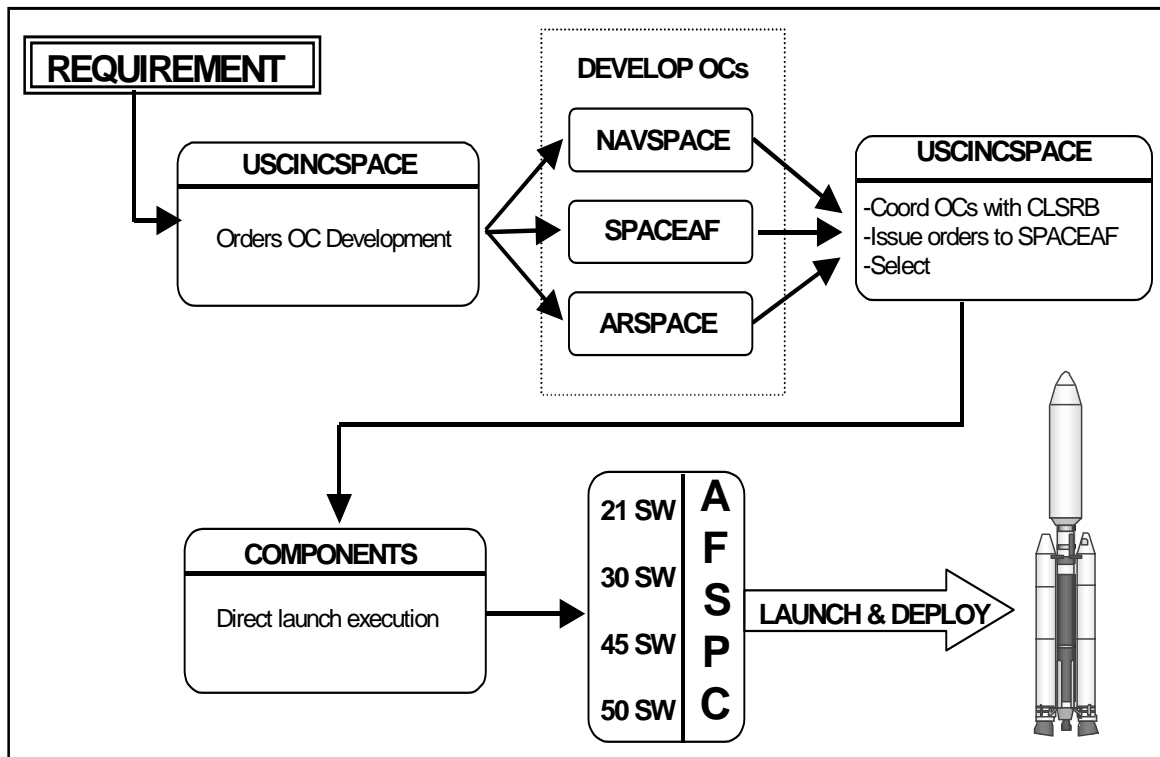 REQUIREMENT
USCINCSPACE
Orders OC Development
DEVELOP OCs
NAVSPACE
SPACEAF
ARSPACE
USCINCSPACE
-Coord OCs with CLSRB
-Issue orders to SPACEAF
-Select
COMPONENTS
Direct launch execution
21 SW
30 SW
45 SW
50 SW
A
F
S
P
C
LAUNCH & DEPLOY